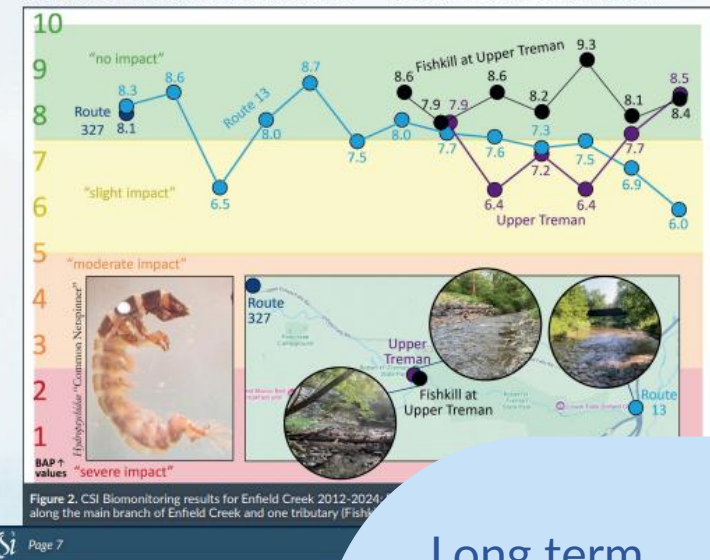 10
9
8
7
6
5
4
3
2
1
BAP↑
values
"no impact"
"slight impact"
"moderate impact"
"severe impact"
Route
327
8.3
8.1
8.6
6.5
Route 13
8.0
8.7
7.5
8.0
7.7
7.6
7.3
7.5
6.9
6.0
Fishkill at Upper Treman
8.6
7.9
8.6
8.2
9.3
8.1
8.4
7.9
6.4
7.2
6.4
7.7
8.5
Upper Treman
Hydropsychidae "Common Netspinner"
Route
327
Upper
Treman
Fishkill at
Upper Treman
Route
13
Figure 2. CSI Biomonitoring results for Enfield Creek 2012-2024:
along the main branch of Enfield Creek and one tributary
Si Page 7
Long term